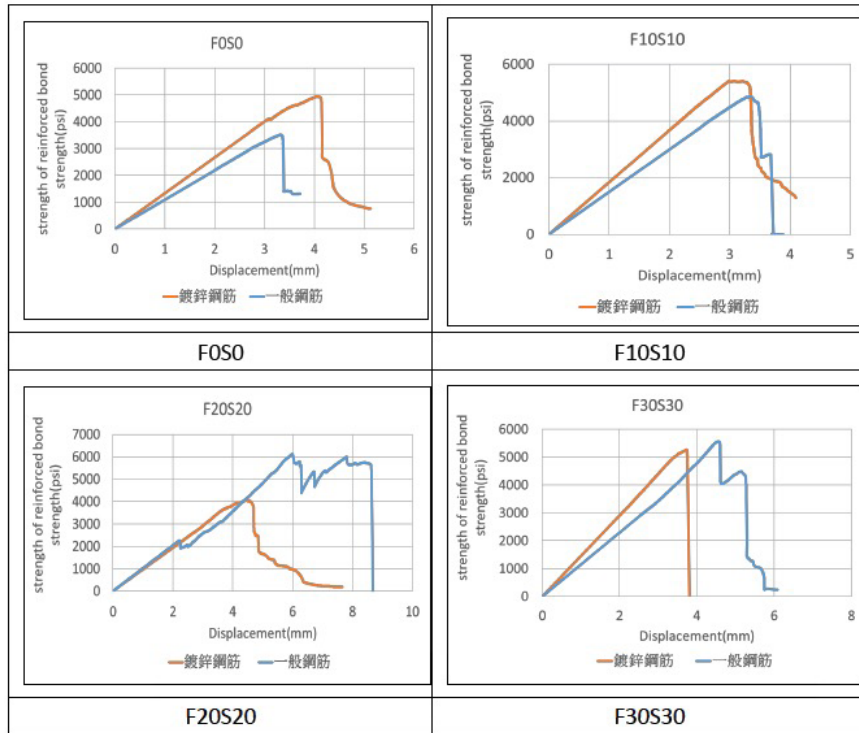 F0S0
strength of reinforced bond
strength(psi)
6000
5000
4000
3000
2000
1000
0
0 1 2 3 4 5 6
Displacement(mm)
鍍鋅鋼筋 一般鋼筋
F0S0
F10S10
strength of reinforced bond
strength(psi)
6000
4000
2000
0
0 1 2 3 4 5
Displacement(mm)
鍍鋅鋼筋 一般鋼筋
F10S10
F20S20
strength of reinforced bond
strength(psi)
7000
6000
5000
4000
3000
2000
1000
0
0 2 4 6 8 10
Displacement(mm)
鍍鋅鋼筋 一般鋼筋
F20S20
F30S30
strength of reinforced bond
strength(psi)
6000
5000
4000
3000
2000
1000
0
0 2 4 6 8
Displacement(mm)
鍍鋅鋼筋 一般鋼筋
F30S30